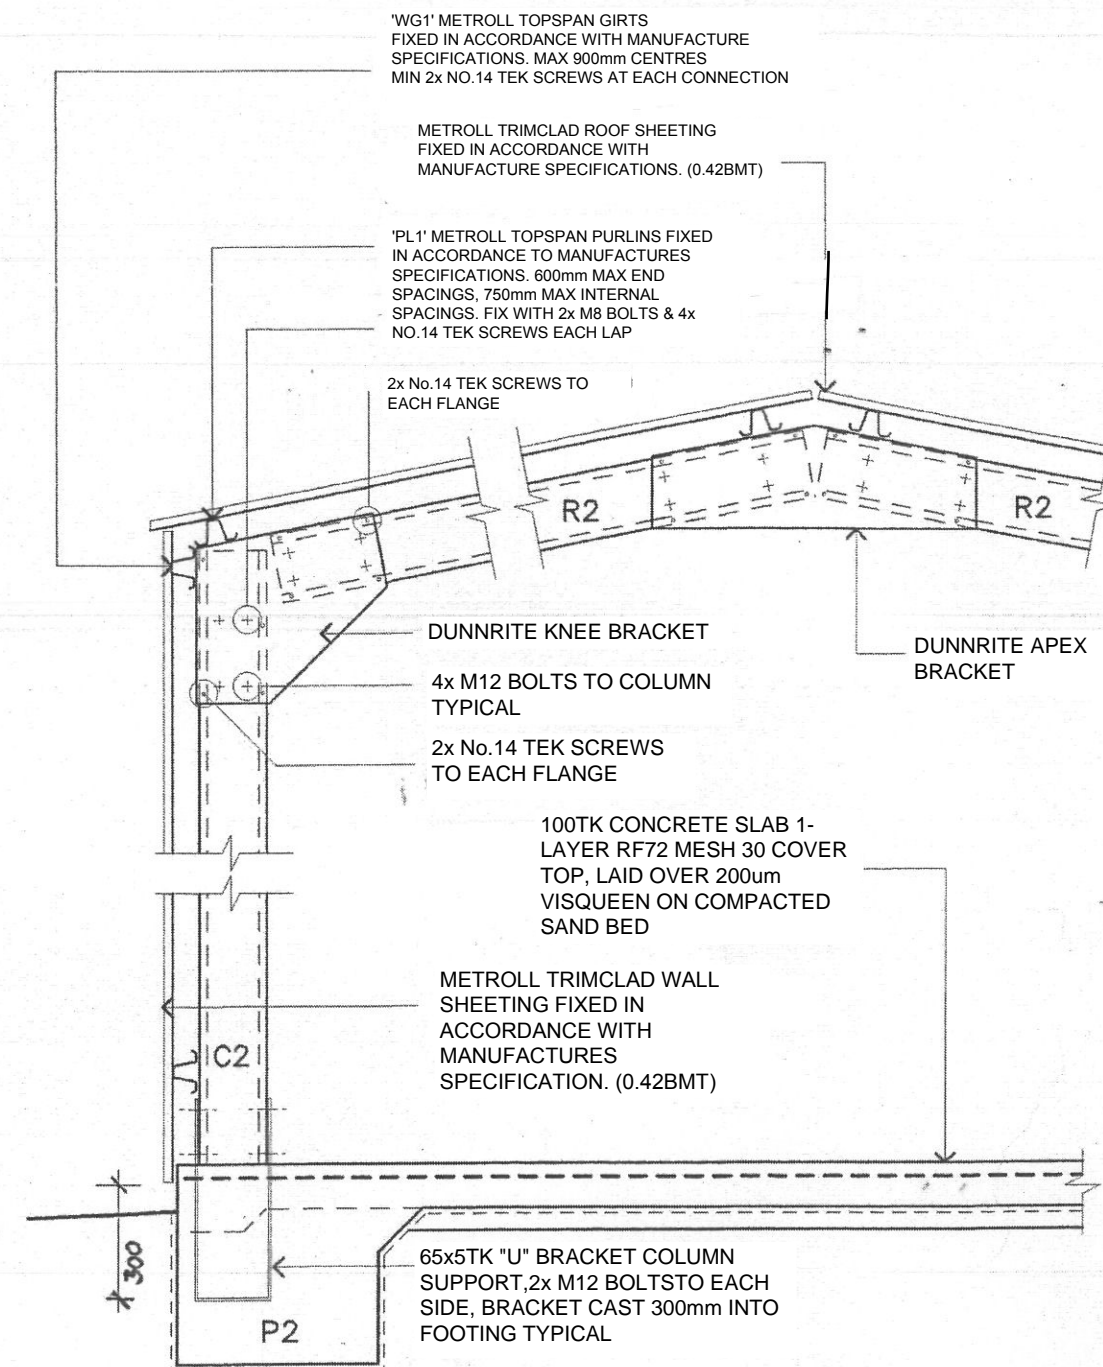 'WG1' METROLL TOPSPAN GIRTS
FIXED IN ACCORDANCE WITH MANUFACTURE
SPECIFICATIONS. MAX 900mm CENTRES
MIN 2x NO.14 TEK SCREWS AT EACH CONNECTION
METROLL TRIMCLAD ROOF SHEETING
FIXED IN ACCORDANCE WITH
MANUFACTURE SPECIFICATIONS. (0.42BMT)
'PL1' METROLL TOPSPAN PURLINS FIXED
IN ACCORDANCE TO MANUFACTURES
SPECIFICATIONS. 600mm MAX END
SPACINGS, 750mm MAX INTERNAL
SPACINGS. FIX WITH 2x M8 BOLTS & 4x
NO.14 TEK SCREWS EACH LAP
2x No.14 TEK SCREWS TO
EACH FLANGE
R2
R2
DUNNRITE KNEE BRACKET
DUNNRITE APEX
BRACKET
4x M12 BOLTS TO COLUMN
TYPICAL
2x No.14 TEK SCREWS
TO EACH FLANGE
100TK CONCRETE SLAB 1-
LAYER RF72 MESH 30 COVER
TOP, LAID OVER 200um
VISQUEEN ON COMPACTED
SAND BED
METROLL TRIMCLAD WALL
SHEETING FIXED IN
ACCORDANCE WITH
MANUFACTURES
SPECIFICATION. (0.42BMT)
C2
300
65x5TK "U" BRACKET COLUMN
SUPPORT,2x M12 BOLTSTO EACH
SIDE, BRACKET CAST 300mm INTO
FOOTING TYPICAL
P2